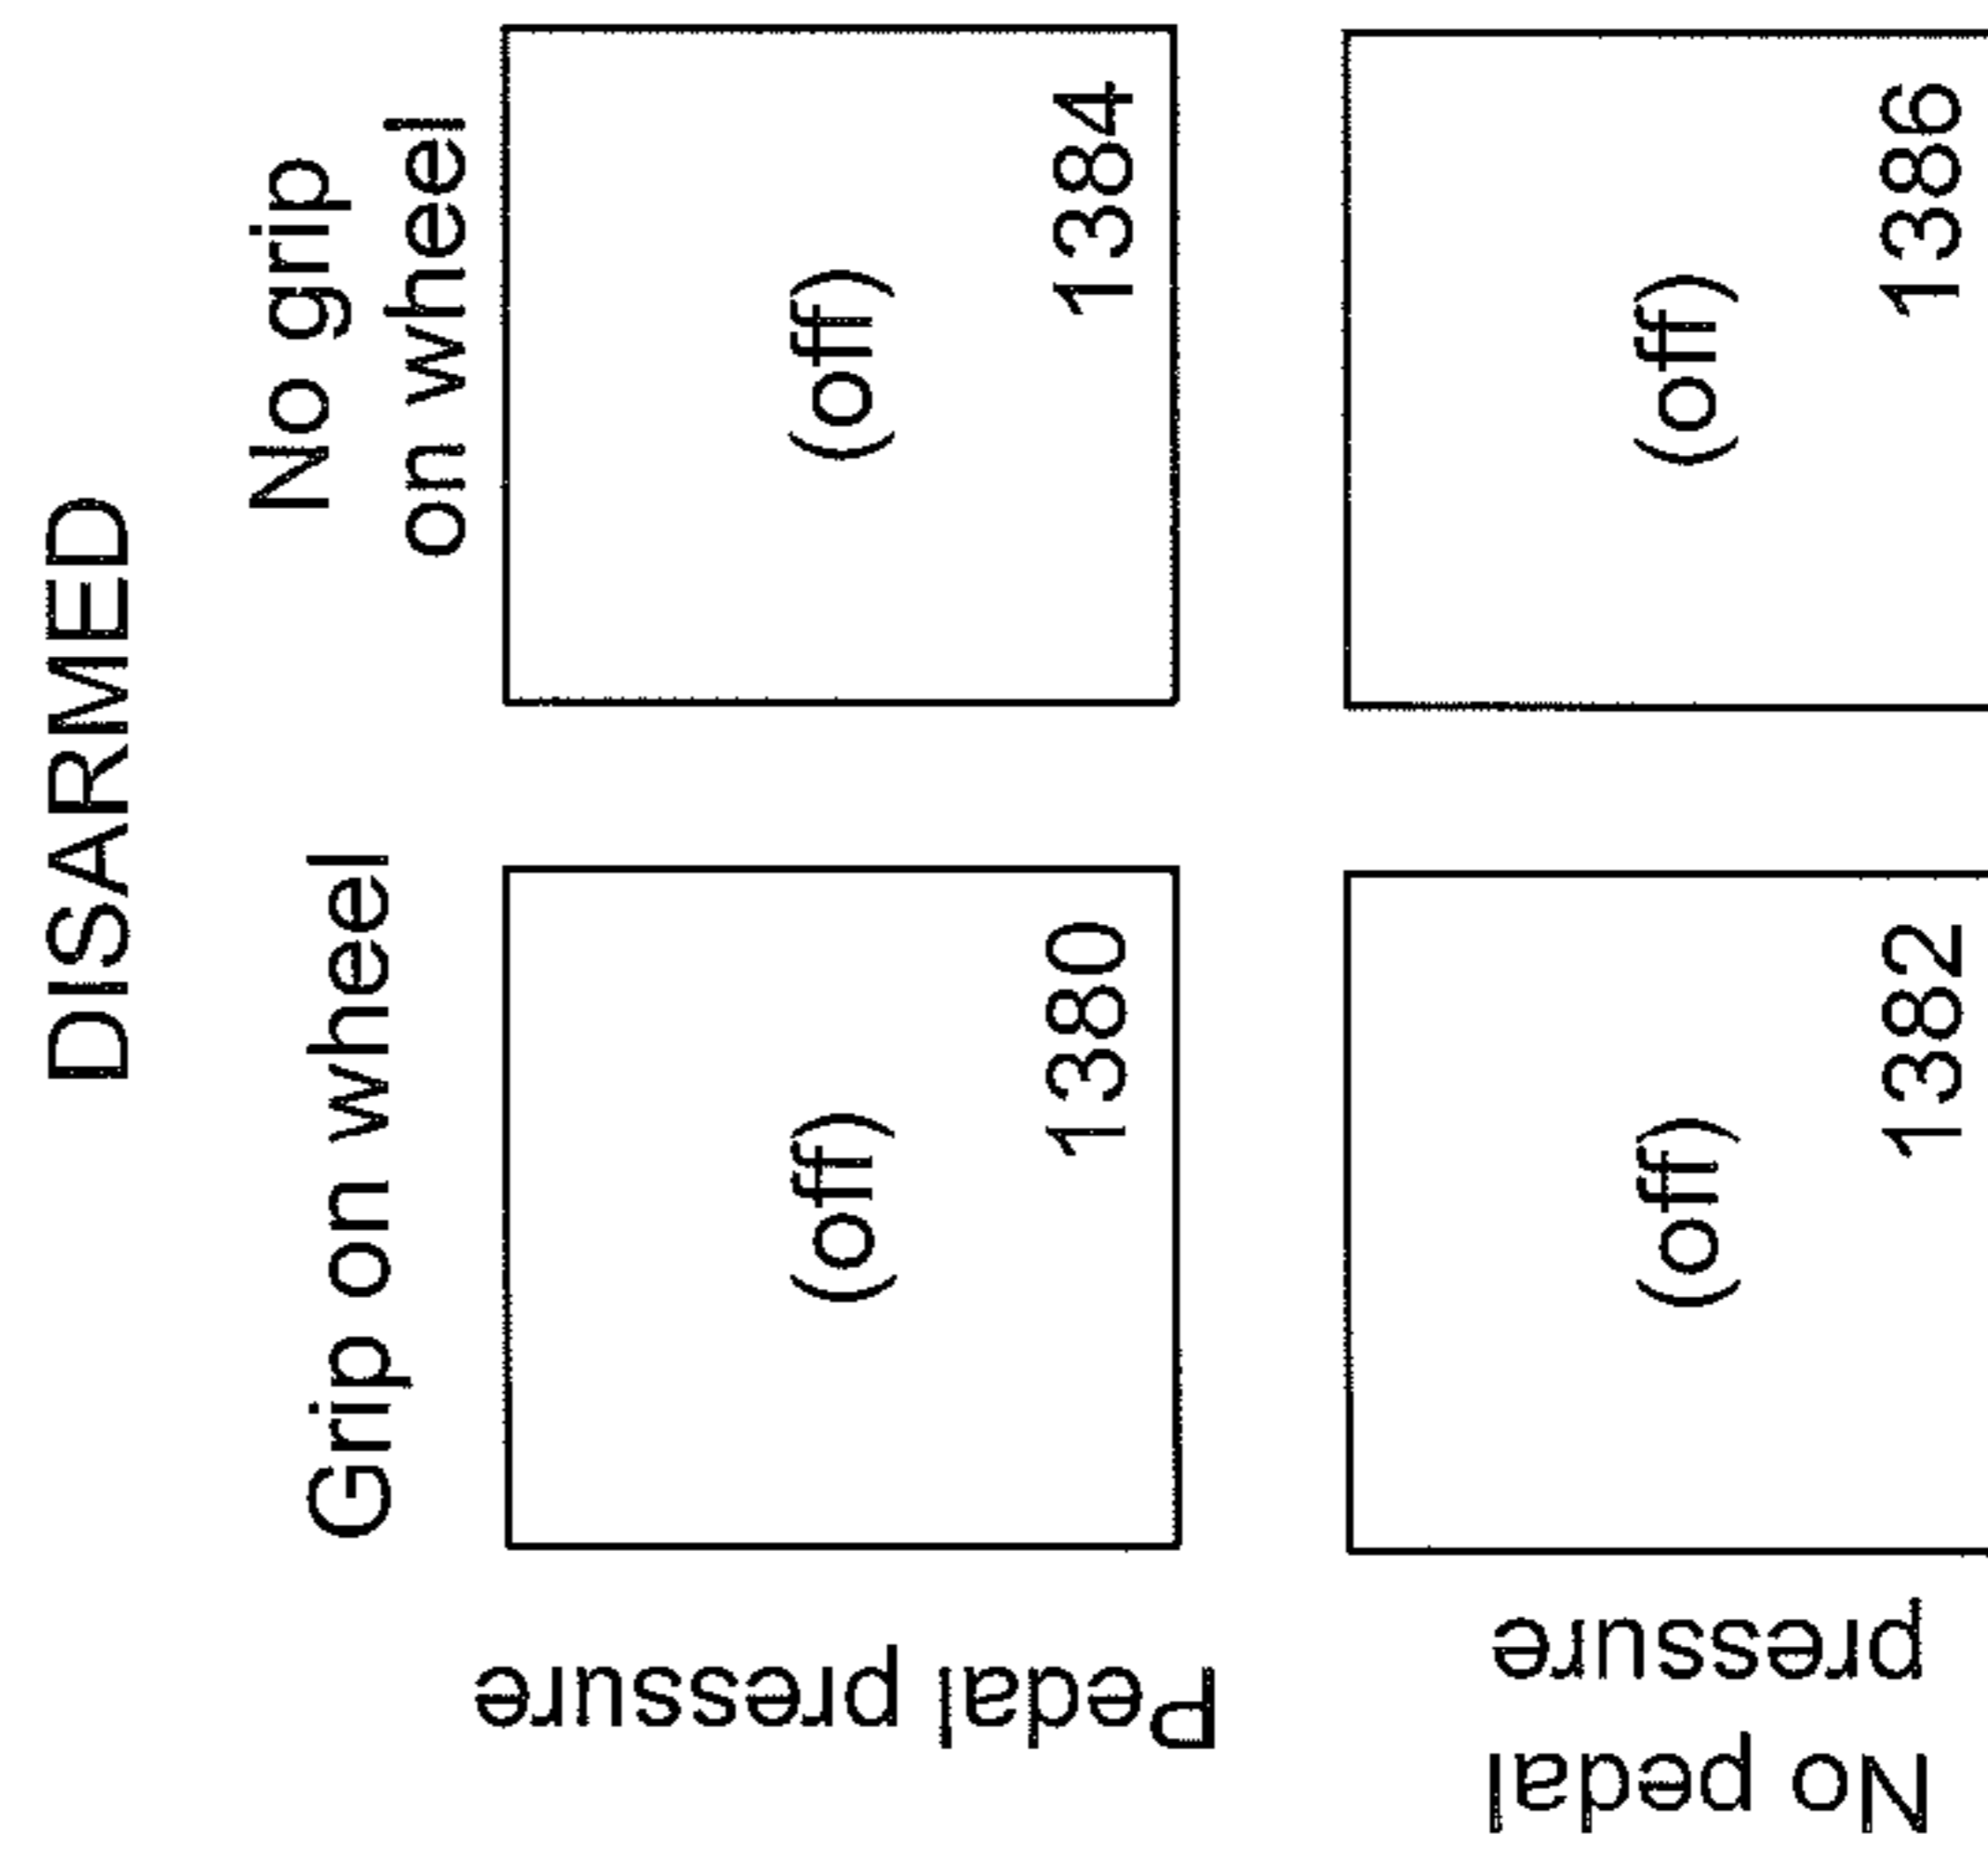 DISARMED
Grip on wheel
No grip
on wheel
Pedal pressure
(off)
1380
(off)
1384
No pedal
pressure
(off)
1382
(off)
1386